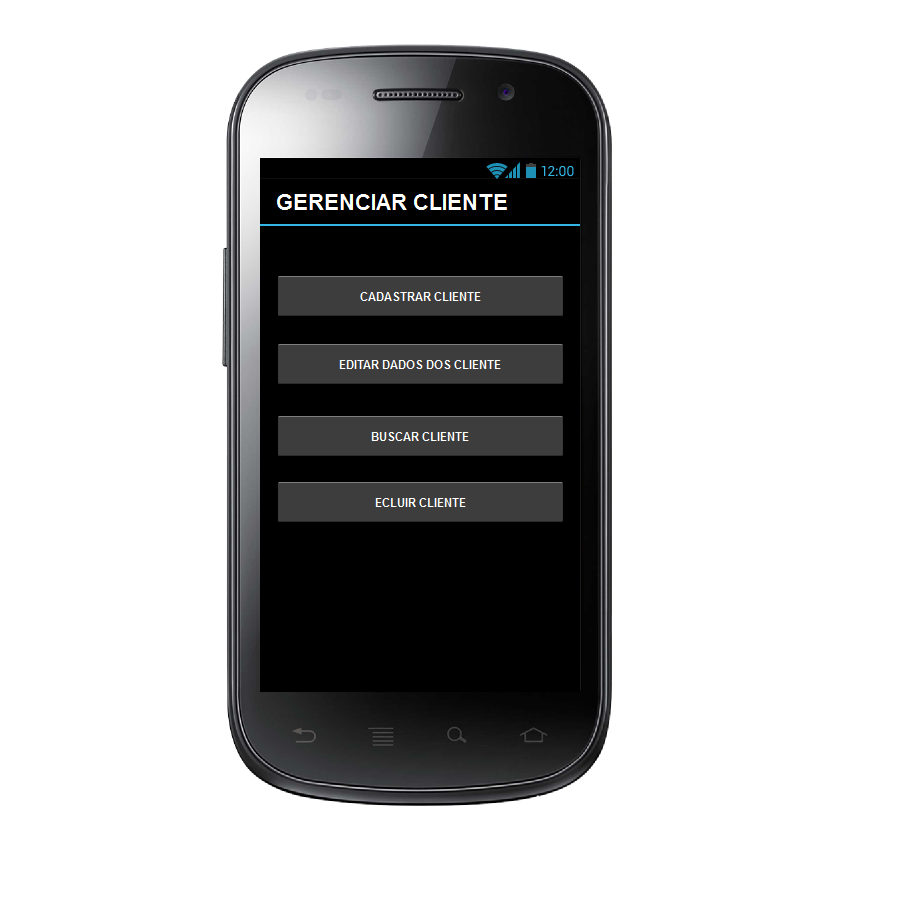 12:00
GERENCIAR CLIENTE
CADASTRAR CLIENTE
EDITAR DADOS DOS CLIENTE
BUSCAR CLIENTE
ECLUIR CLIENTE